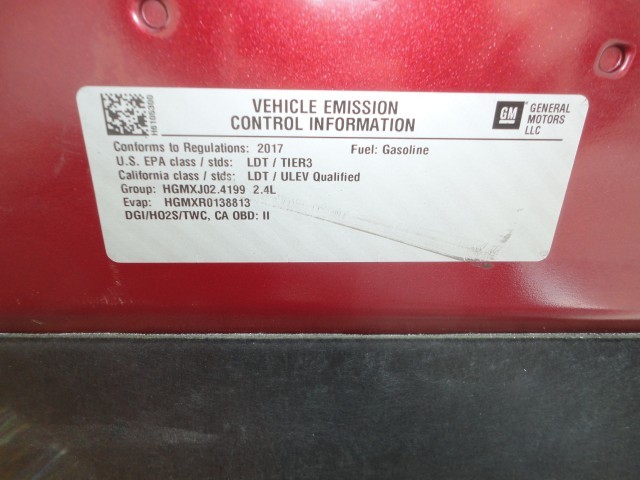 VEHICLE EMISSION
CONTROL INFORMATION
GM
GENERAL
MOTORS
LLC
Conforms to Regulations: 2017 Fuel: Gasoline
U.S. EPA class / stds: LDT / TIER3
California class / stds: LDT / ULEV Qualified
Group: HGMXJ02.4199 2.4L
Evap: HGMXR0138813
DGI/HO2S/TWC, CA OBD: II